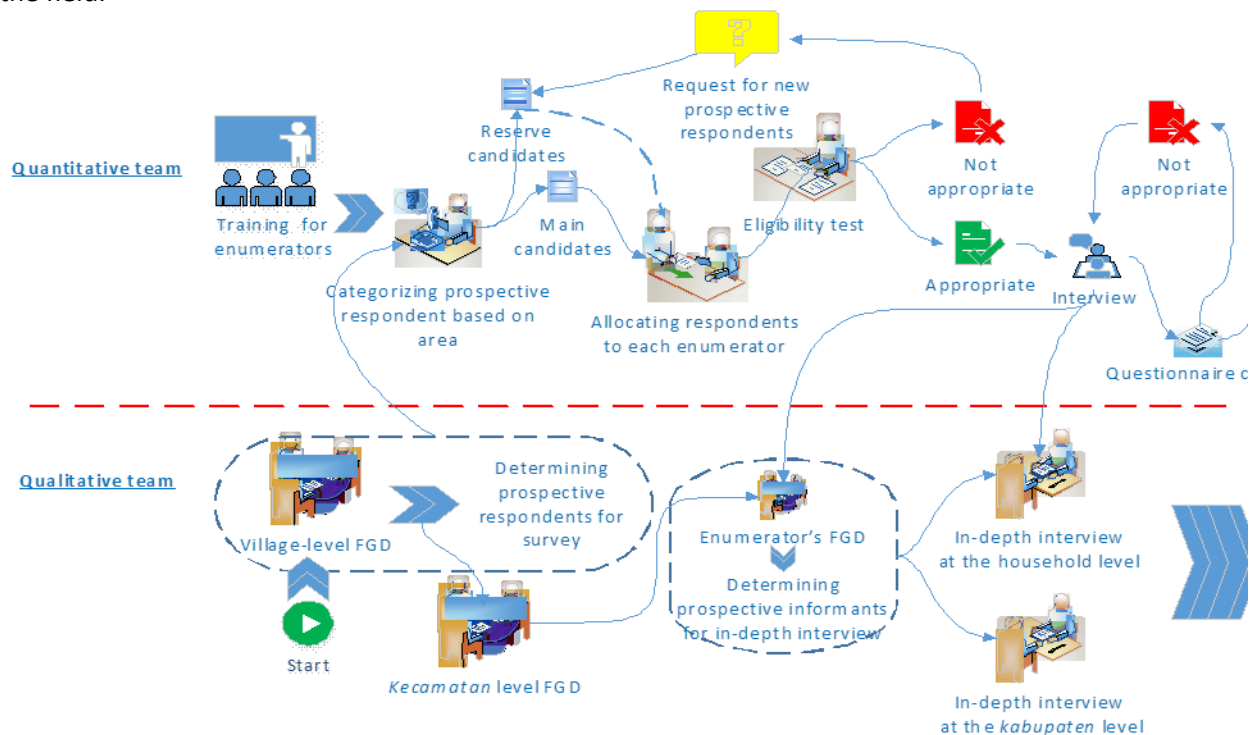 the field.
Request for new
prospective
respondents
Reserve
candidates
Not
appropriate
Not
appropriate
Quantitative team
Training for
enumerators
Main
candidates
Eligibility test
Categorizing prospective
respondent based on
area
Allocating respondents
to each enumerator
Appropriate
Interview
Questionnaire c
Qualitative team
Village-level FGD
Determining
prospective
respondents for
survey
Start
Kecamatan level FGD
Enumerator's FGD
Determining
prospective informants
for in-depth interview
In-depth interview
at the household level
In-depth interview
at the kabupaten level